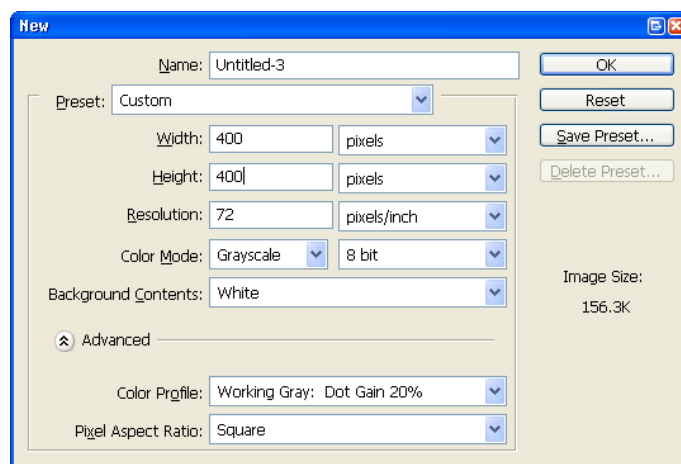 New
Name: Untitled-3
OK
Preset: Custom
Reset
Width: 400 pixels
Save Preset...
Height: 400 pixels
Delete Preset...
Resolution: 72 pixels/inch
Color Mode: Grayscale 8 bit
Image Size:
Background Contents: White
156.3K
Advanced
Color Profile: Working Gray: Dot Gain 20%
Pixel Aspect Ratio: Square